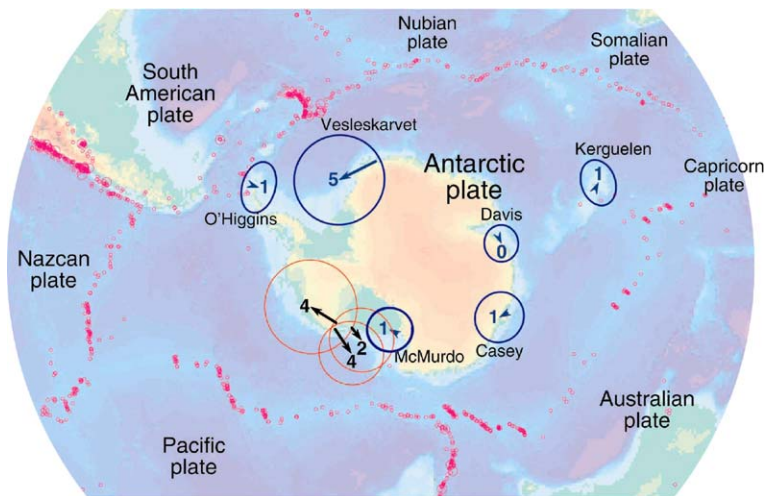 Nubian
plate
Somalian
plate
South
American
plate
Vesleskarvet
5
Antarctic
plate
Kerguelen
1
Capricorn
plate
1
O'Higgins
Davis
0
Nazcan
plate
4
1
2
4
McMurdo
1
Casey
Australian
plate
Pacific
plate